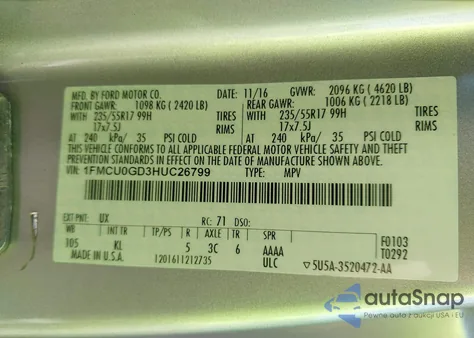 MFD. BY FORD MOTOR CO. DATE: 11/16 GVWR: 2096 KG ( 4620 LB)
FRONT GAWR: 1098 KG ( 2420 LB) REAR GAWR: 1006 KG ( 2218 LB)
WITH 235/55R17 99H TIRES WITH 235/55R17 99H TIRES
17x7.5J RIMS 17x7.5J RIMS
AT 240 kPa/ 35 PSI COLD AT 240 kPa/ 35 PSI COLD
THIS VEHICLE CONFORMS TO ALL APPLICABLE FEDERAL MOTOR VEHICLE SAFETY AND THEFT PREVENTION
STANDARDS IN EFFECT ON THE DATE OF MANUFACTURE SHOWN ABOVE.
VIN: 1FMCU0GD3HUC26799 TYPE: MPV
EXT PNT: UX RC: 71 DSO:
WB INT TR TP/PS R AXLE TR SPR
105 KL 5 3C 6 AAAA F0103
MADE IN U.S.A. 1201611212735 ULC T0292
▽5U5A-3520472-AA
autoSnap
Pewne auta z USA i EU